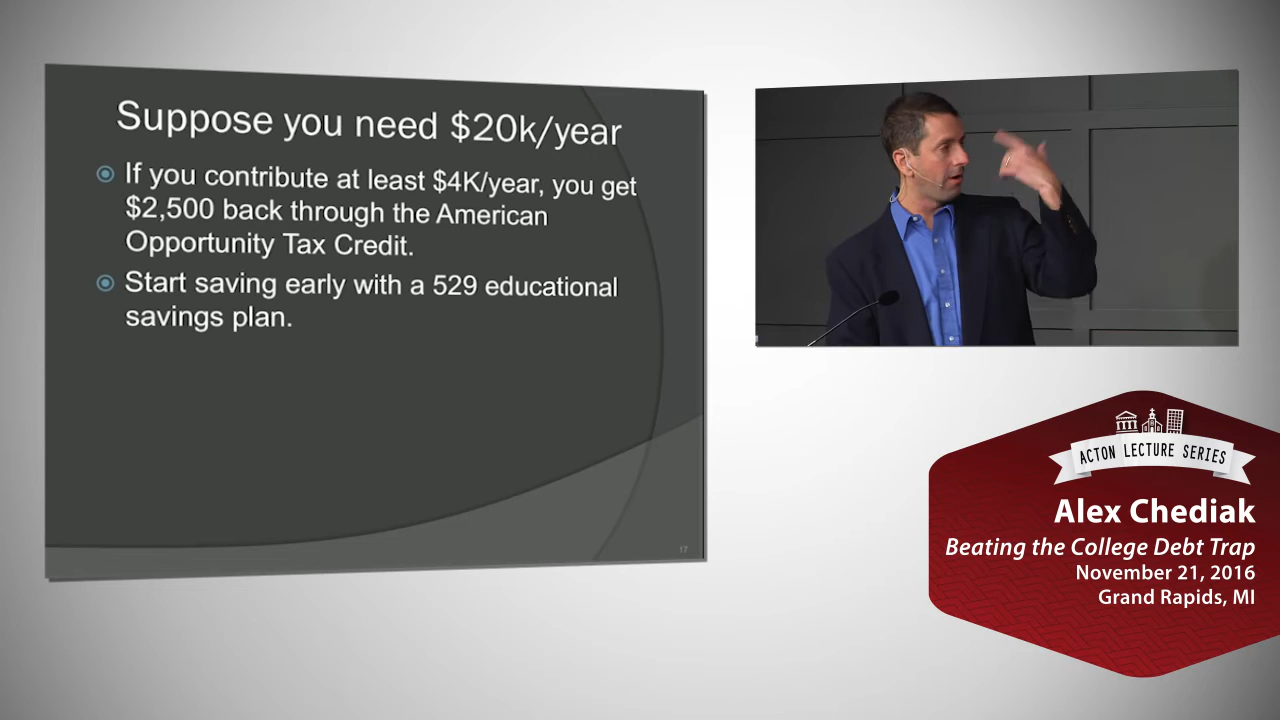 Suppose you need $20k/year
If you contribute at least $4K/year, you get
$2,500 back through the American
Opportunity Tax Credit.
Start saving early with a 529 educational
savings plan.
17
ACTON LECTURE SERIES
Alex Chediak
Beating the College Debt Trap
November 21, 2016
Grand Rapids, MI